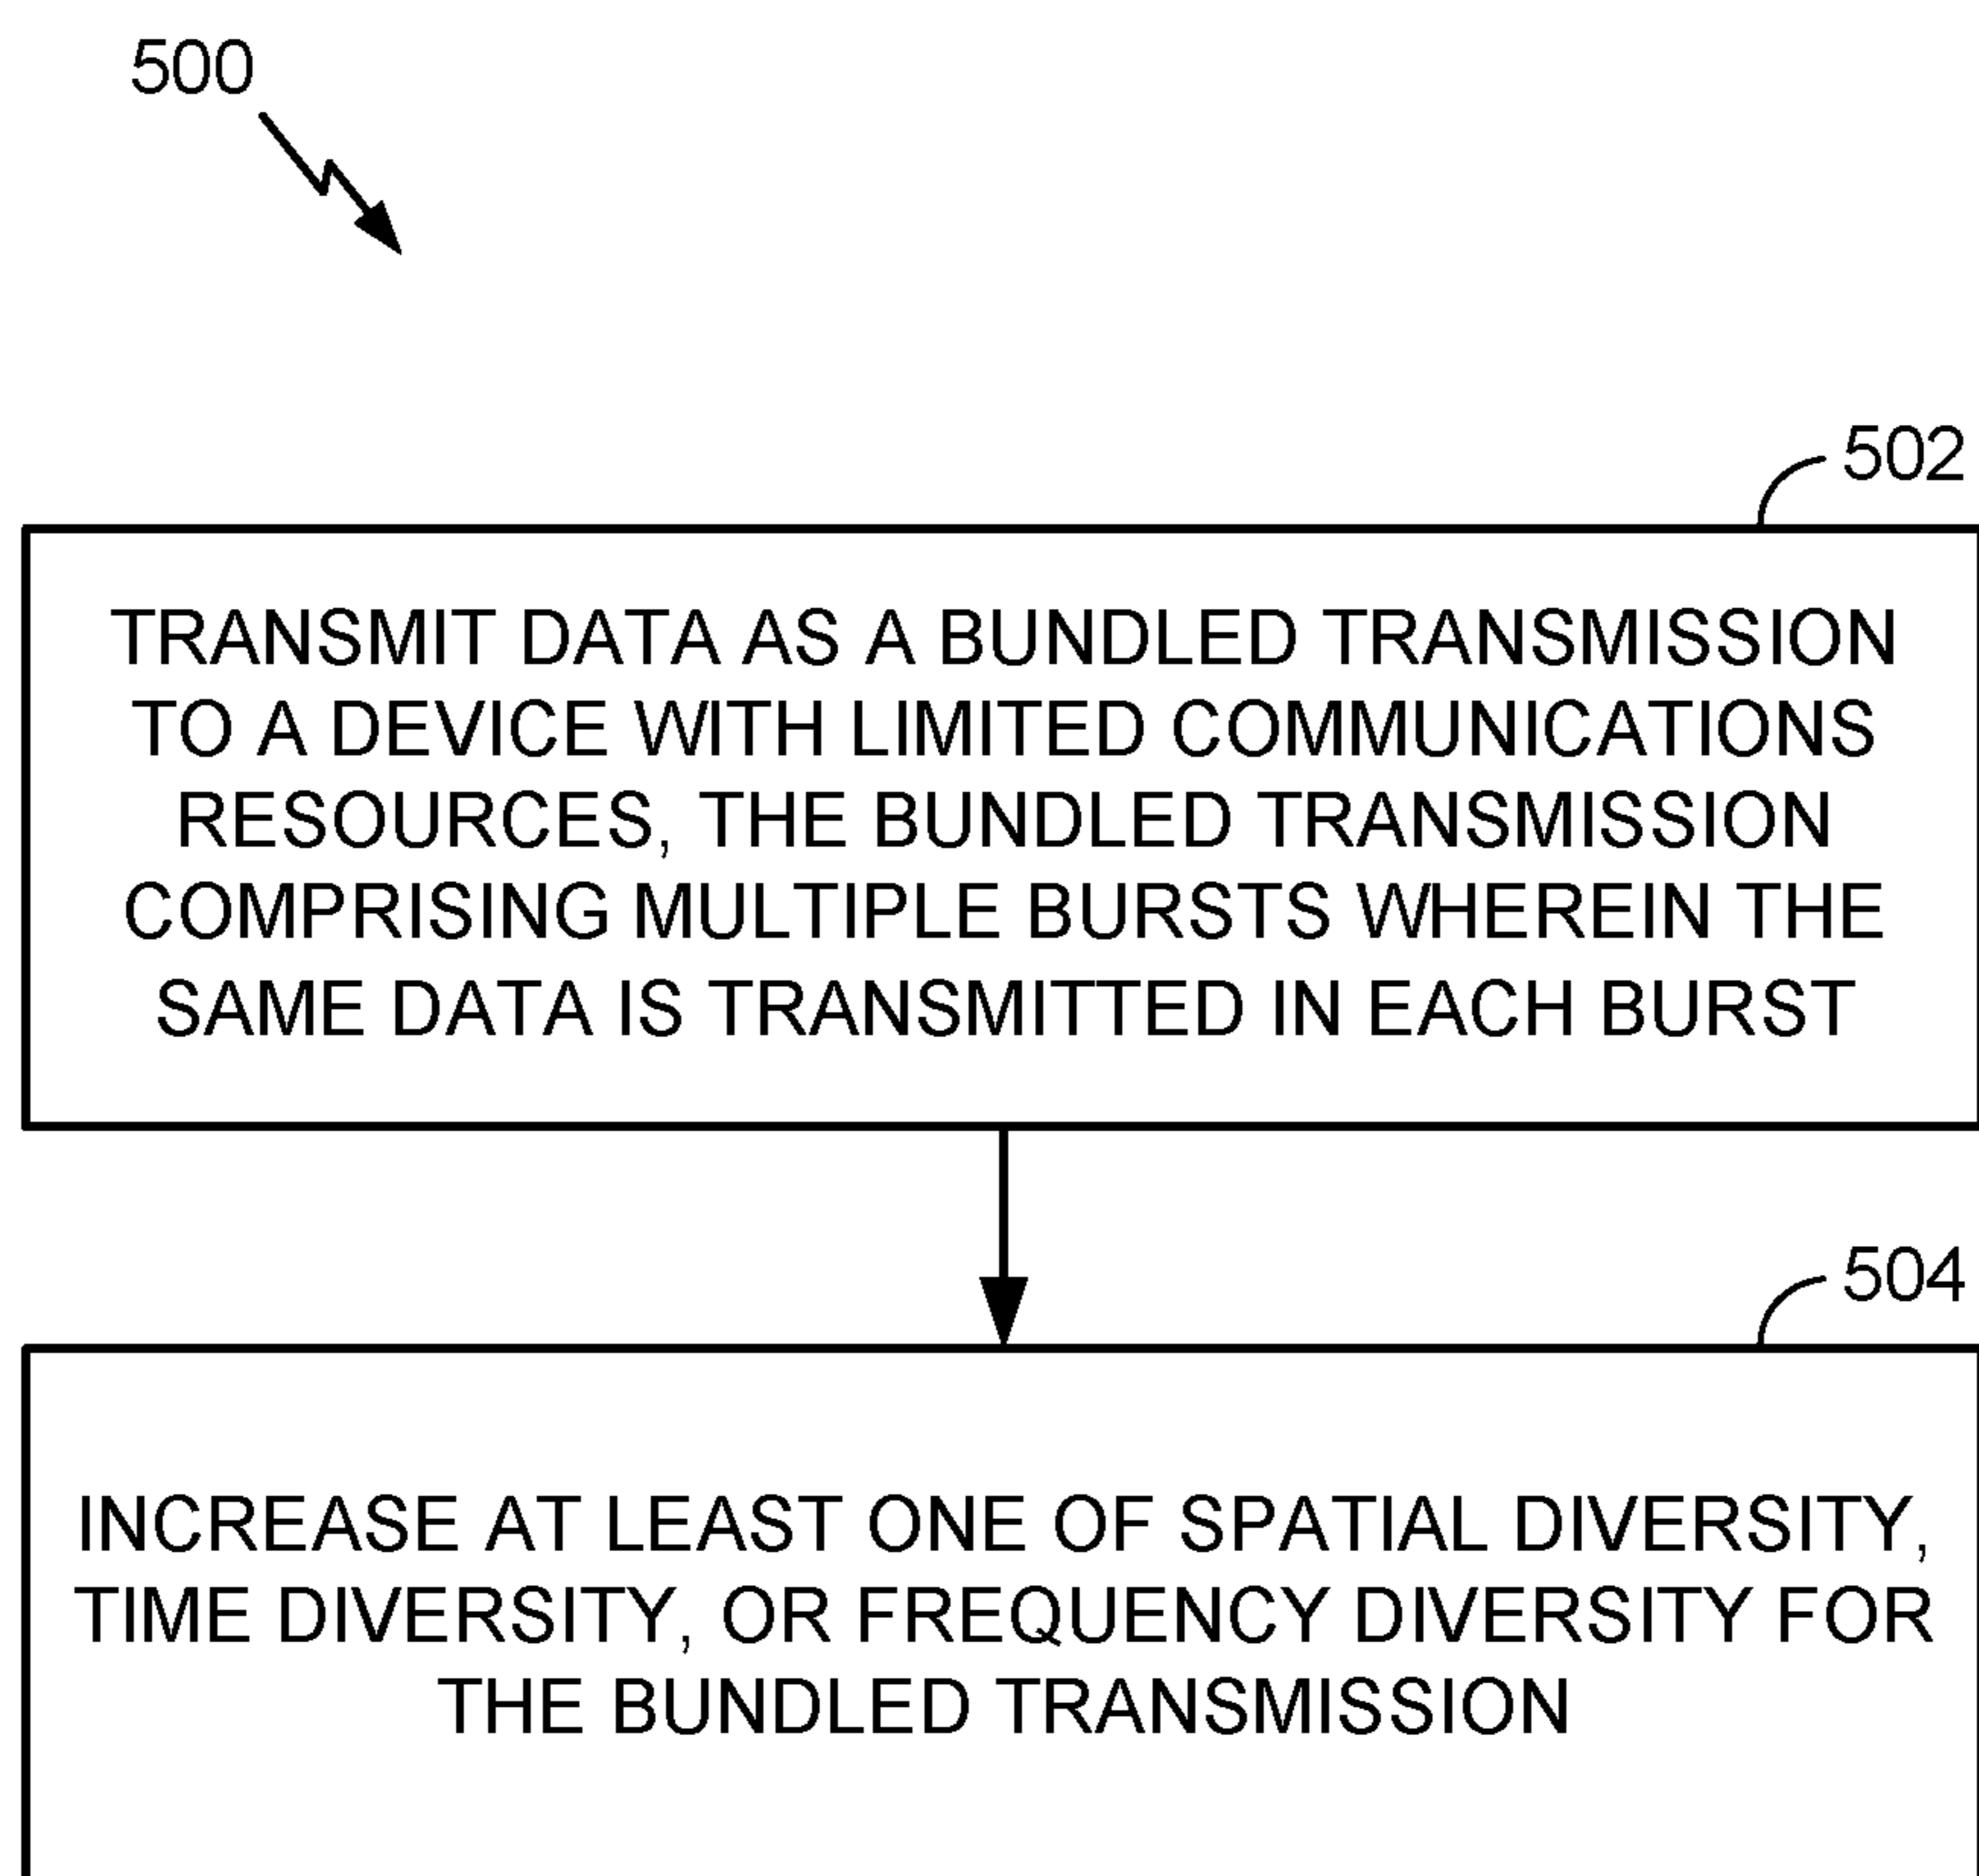 500
502
TRANSMIT DATA AS A BUNDLED TRANSMISSION
TO A DEVICE WITH LIMITED COMMUNICATIONS
RESOURCES, THE BUNDLED TRANSMISSION
COMPRISING MULTIPLE BURSTS WHEREIN THE
SAME DATA IS TRANSMITTED IN EACH BURST
504
INCREASE AT LEAST ONE OF SPATIAL DIVERSITY,
TIME DIVERSITY, OR FREQUENCY DIVERSITY FOR
THE BUNDLED TRANSMISSION